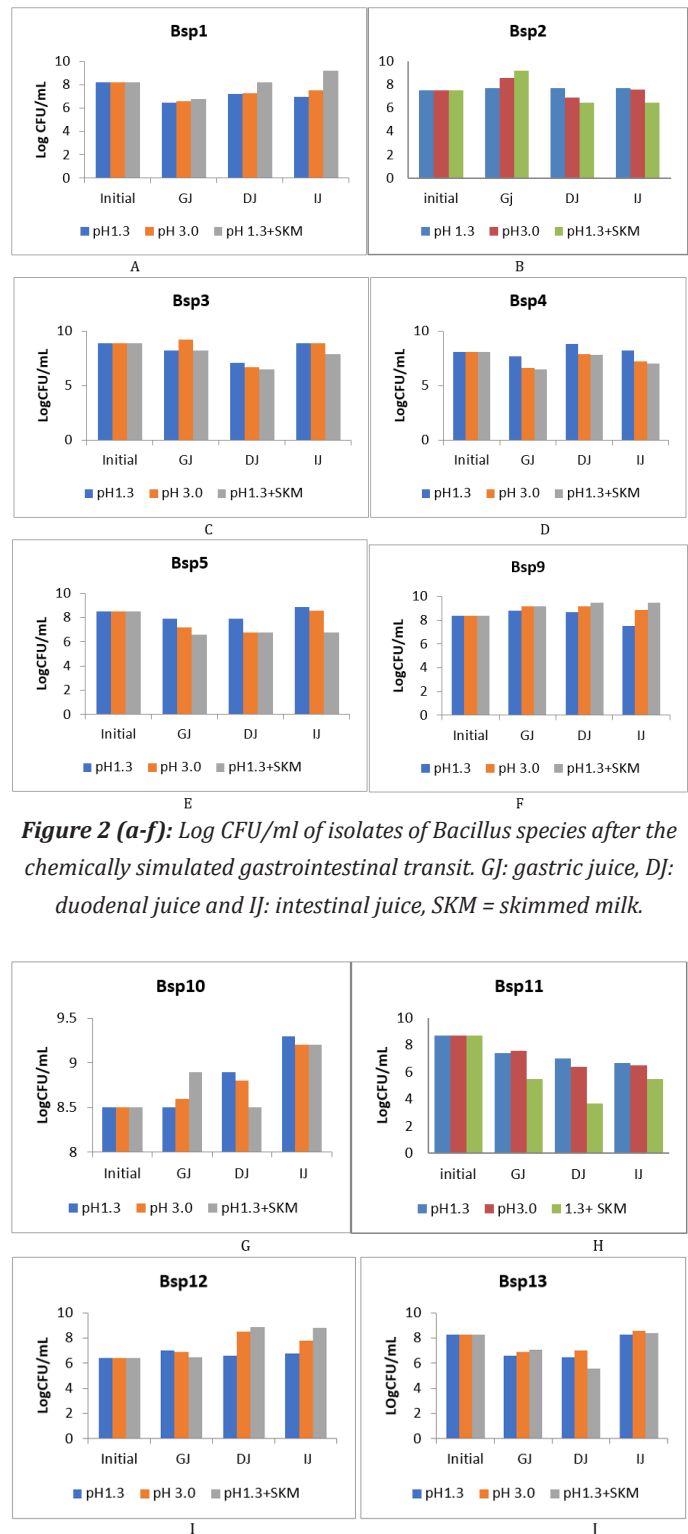 Bsp1
Log CFU/mL
10
8
6
4
2
0
Initial GJ DJ IJ
pH1.3 pH 3.0 pH 1.3+SKM
A
Bsp2
10
8
6
4
2
0
initial Gj DJ IJ
pH 1.3 pH3.0 pH1.3+SKM
B
Bsp3
LogCFU/mL
10
5
0
Initial GJ DJ IJ
pH1.3 pH 3.0 pH1.3+SKM
C
Bsp4
LogCFU/mL
10
5
0
Initial GJ DJ IJ
pH1.3 pH 3.0 pH1.3+SKM
D
Bsp5
LogCFU/mL
10
8
6
4
2
0
Initial GJ DJ IJ
pH1.3 pH 3.0 pH1.3+SKM
E
Bsp9
LogCFU/mL
10
8
6
4
2
0
Initial GJ DJ IJ
pH1.3 pH 3.0 pH1.3+SKM
F
Figure 2 (a-f): Log CFU/ml of isolates of Bacillus species after the
chemically simulated gastrointestinal transit. GJ: gastric juice, DJ:
duodenal juice and IJ: intestinal juice, SKM = skimmed milk.
Bsp10
LogCFU/mL
9.5
9
8.5
8
Initial GJ DJ IJ
pH1.3 pH 3.0 pH1.3+SKM
G
Bsp11
LogCFU/mL
10
8
6
4
2
0
initial GJ DJ IJ
pH1.3 pH3.0 1.3+ SKM
H
Bsp12
LogCFU/mL
10
8
6
4
2
0
Initial GJ DJ IJ
pH1.3 pH 3.0 pH1.3+SKM
I
Bsp13
LOgCFU/mL
10
8
6
4
2
0
Initial GJ DJ IJ
pH1.3 pH 3.0 pH1.3+SKM
J